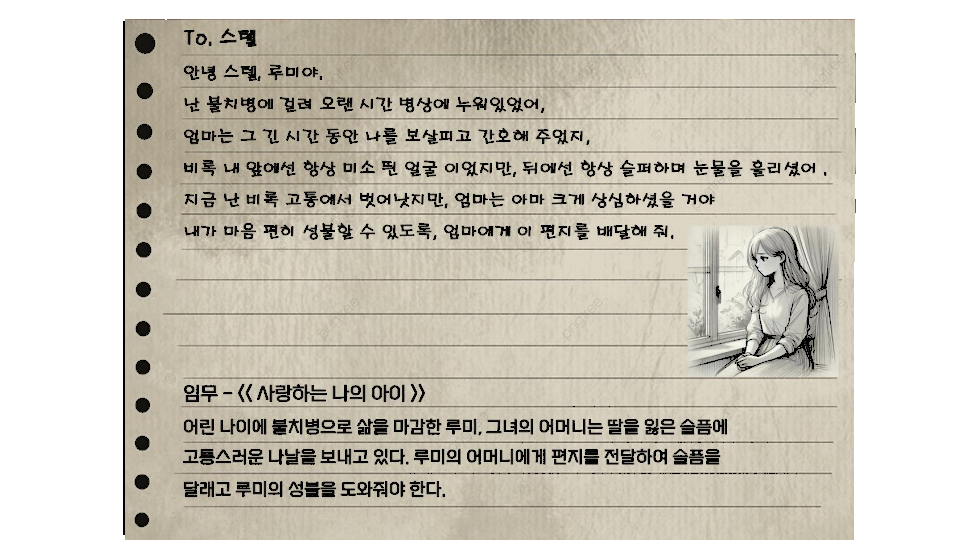 To. 스텔
안녕 스텔, 루미야.
난 불치병에 걸려 오랜 시간 병상에 누워있었어,
엄마는 그 긴 시간 동안 나를 보살피고 간호해 주었지,
비록 내 앞에선 항상 미소 띈 얼굴 이었지만, 뒤에선 항상 슬퍼하며 눈물을 흘리셨어 .
지금 난 비록 고통에서 벗어낫지만, 엄마는 아마 크게 상심하셨을 거야
내가 마음 편히 성불할 수 있도록, 엄마에게 이 편지를 배달해 줘.
임무 - << 사랑하는 나의 아이 >>
어린 나이에 불치병으로 삶을 마감한 루미, 그녀의 어머니는 딸을 잃은 슬픔에
고통스러운 나날을 보내고 있다. 루미의 어머니에게 편지를 전달하여 슬픔을
달래고 루미의 성불을 도와줘야 한다.